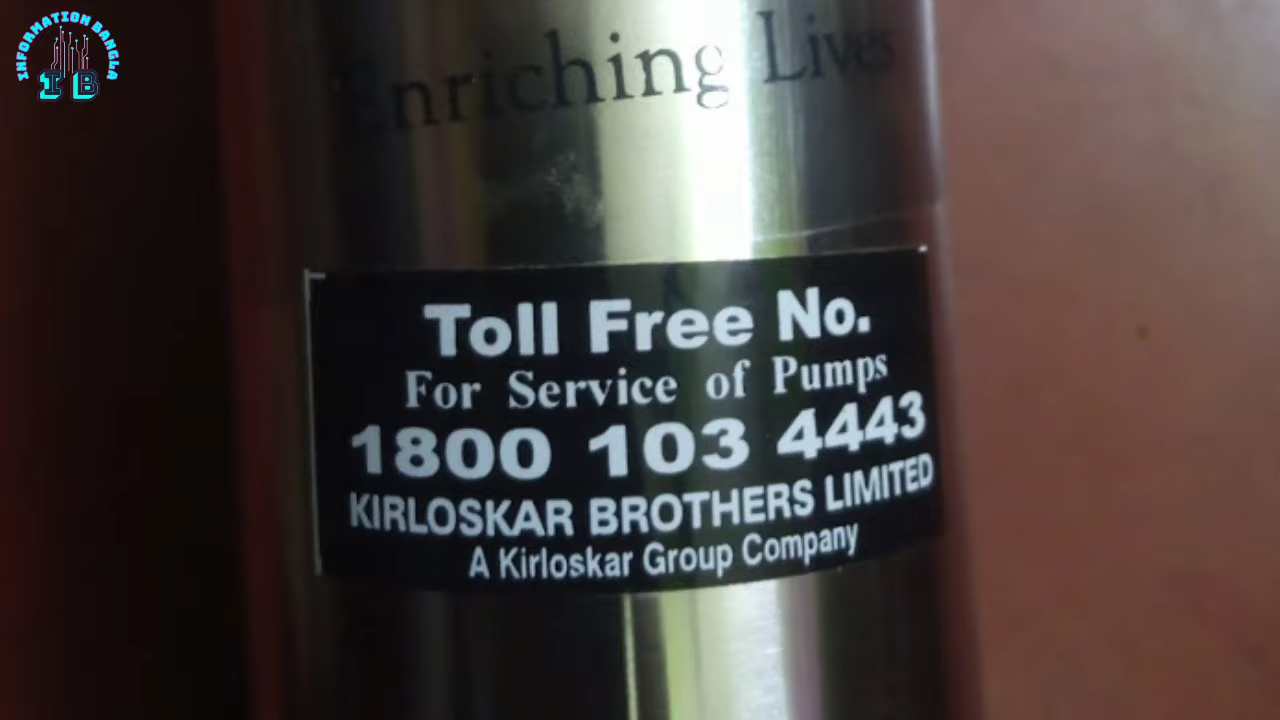 INFORMATION BANGLA
IB
Enriching Lives
Toll Free No.
For Service of Pumps
1800 103 4443
KIRLOSKAR BROTHERS LIMITED
A Kirloskar Group Company